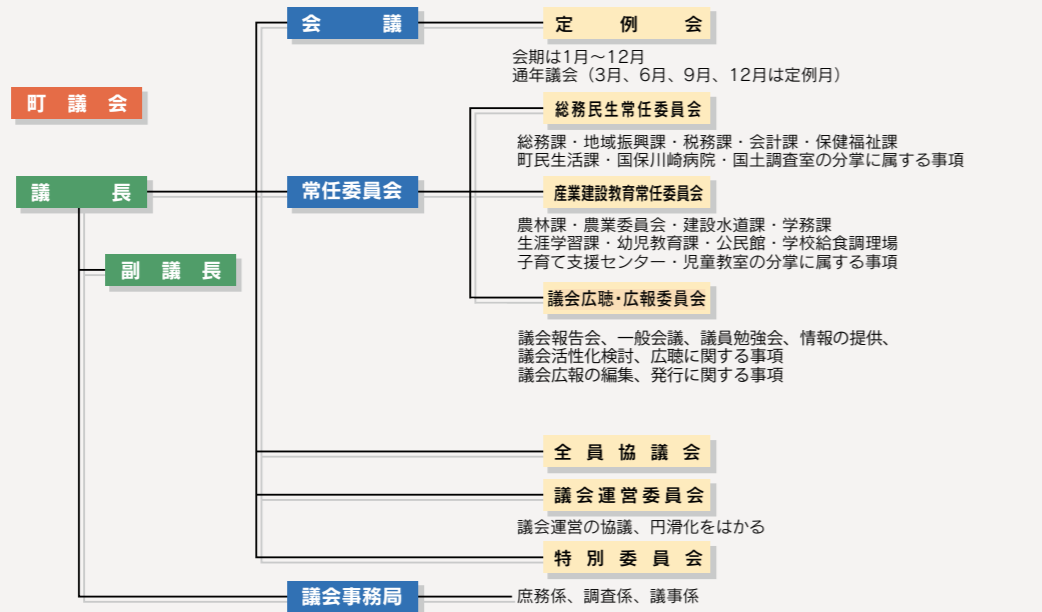 町議会
議長
副議長
会議
定例会
会期は1月～12月
通年議会（3月、6月、9月、12月は定例月）
常任委員会
総務民生常任委員会
総務課・地域振興課・税務課・会計課・保健福祉課
町民生活課・国保川崎病院・国土調査室の分掌に属する事項
産業建設教育常任委員会
農林課・農業委員会・建設水道課・学務課
生涯学習課・幼児教育課・公民館・学校給食調理場
子育て支援センター・児童教室の分掌に属する事項
議会広聴・広報委員会
議会報告会、一般会議、議員勉強会、情報の提供、
議会活性化検討、広聴に関する事項
議会広報の編集、発行に関する事項
全員協議会
議会運営委員会
議会運営の協議、円滑化をはかる
特別委員会
議会事務局
庶務係、調査係、議事係